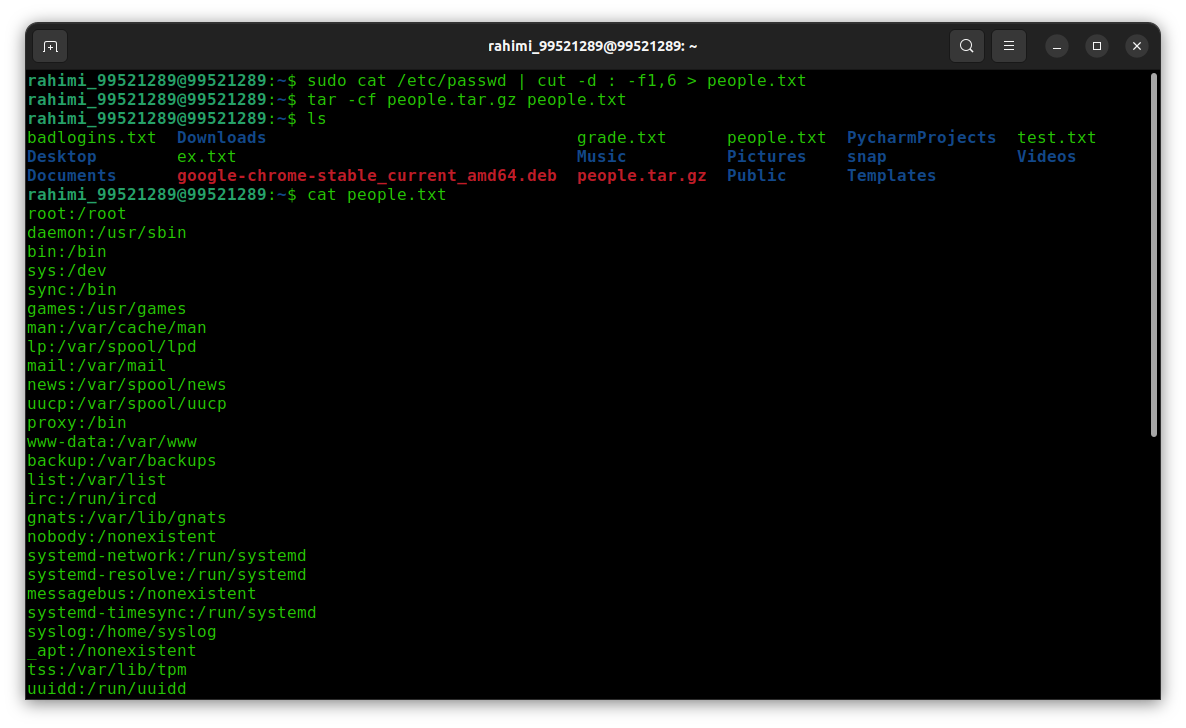 rahimi_99521289@99521289: ~
rahimi_99521289@99521289:~$ sudo cat /etc/passwd | cut -d : -f1,6 > people.txt
rahimi_99521289@99521289:~$ tar -cf people.tar.gz people.txt
rahimi_99521289@99521289:~$ ls
badlogins.txt  Downloads                               grade.txt      people.txt  PycharmProjects  test.txt
Desktop        ex.txt                                  Music          Pictures    snap             Videos
Documents      google-chrome-stable_current_amd64.deb  people.tar.gz  Public      Templates
rahimi_99521289@99521289:~$ cat people.txt
root:/root
daemon:/usr/sbin
bin:/bin
sys:/dev
sync:/bin
games:/usr/games
man:/var/cache/man
lp:/var/spool/lpd
mail:/var/mail
news:/var/spool/news
uucp:/var/spool/uucp
proxy:/bin
www-data:/var/www
backup:/var/backups
list:/var/list
irc:/run/ircd
gnats:/var/lib/gnats
nobody:/nonexistent
systemd-network:/run/systemd
systemd-resolve:/run/systemd
messagebus:/nonexistent
systemd-timesync:/run/systemd
syslog:/home/syslog
_apt:/nonexistent
tss:/var/lib/tpm
uuidd:/run/uuidd